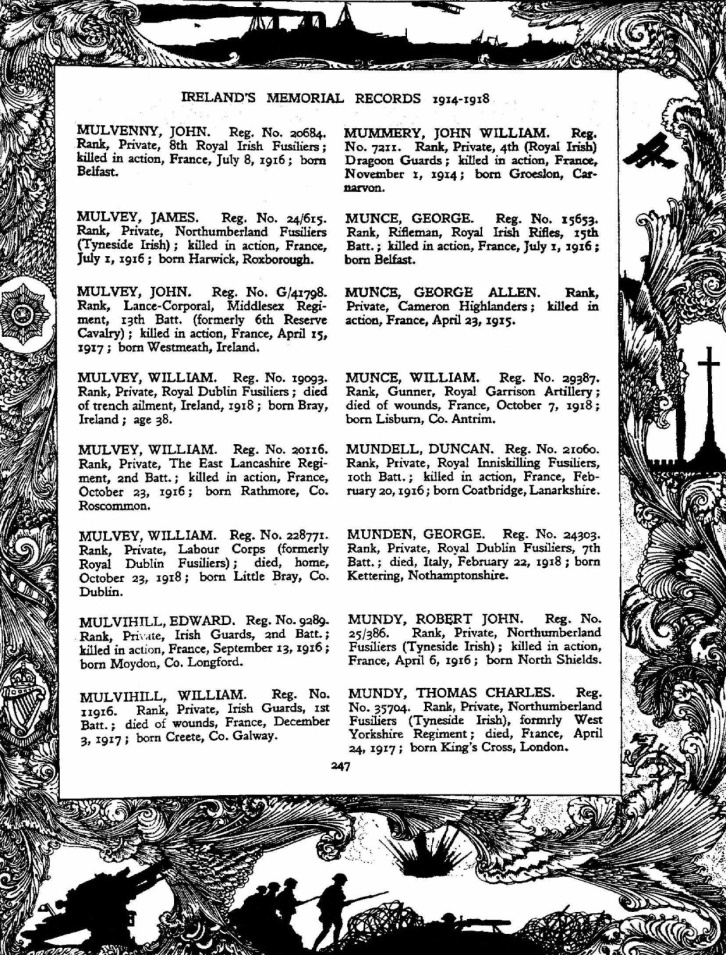 IRELAND'S MEMORIAL RECORDS 1914-1918
MULVENNY, JOHN. Reg. No. 20684.
Rank, Private, 8th Royal Irish Fusiliers;
killed in action, France, July 8, 1916; born
Belfast.
MULVEY, JAMES. Reg. No. 24/615.
Rank, Private, Northumberland Fusiliers
(Tyneside Irish); killed in action, France,
July 1, 1916; born Harwick, Roxborough.
MULVEY, JOHN. Reg. No. G/41798.
Rank, Lance-Corporal, Middlesex Regi-
ment, 13th Batt. (formerly 6th Reserve
Cavalry); killed in action, France, April 15,
1917; born Westmeath, Ireland.
MULVEY, WILLIAM. Reg. No. 19093.
Rank, Private, Royal Dublin Fusiliers; died
of trench ailment, Ireland, 1918; born Bray,
Ireland; age 38.
MULVEY, WILLIAM. Reg. No. 20116.
Rank, Private, The East Lancashire Regi-
ment, 2nd Batt.; killed in action, France,
October 23, 1916; born Rathmore, Co.
Roscommon.
MULVEY, WILLIAM. Reg. No. 228771.
Rank, Private, Labour Corps (formerly
Royal Dublin Fusiliers); died, home,
October 23, 1918; born Little Bray, Co.
Dublin.
MULVIHILL, EDWARD. Reg. No. 9289.
Rank, Private, Irish Guards, 2nd Batt.;
killed in action, France, September 13, 1916;
born Moydon, Co. Longford.
MULVIHILL, WILLIAM. Reg. No.
11916. Rank, Private, Irish Guards, 1st
Batt.; died of wounds, France, December
3, 1917; born Creete, Co. Galway.
MUMMERY, JOHN WILLIAM. Reg.
No. 7211. Rank, Private, 4th (Royal Irish)
Dragoon Guards; killed in action, France,
November 1, 1914; born Groeslon, Car-
narvon.
MUNCE, GEORGE. Reg. No. 15653.
Rank, Rifleman, Royal Irish Rifles, 15th
Batt.; killed in action, France, July 1, 1916;
born Belfast.
MUNCE, GEORGE ALLEN. Rank,
Private, Cameron Highlanders; killed in
action, France, April 23, 1915.
MUNCE, WILLIAM. Reg. No. 29387.
Rank, Gunner, Royal Garrison Artillery;
died of wounds, France, October 7, 1918;
born Lisburn, Co. Antrim.
MUNDELL, DUNCAN. Reg. No. 21060.
Rank, Private, Royal Inniskilling Fusiliers,
10th Batt.; killed in action, France, Feb-
ruary 20, 1916; born Coatbridge, Lanarkshire.
MUNDEN, GEORGE. Reg. No. 24303.
Rank, Private, Royal Dublin Fusiliers, 7th
Batt.; died, Italy, February 22, 1918; born
Kettering, Nothamptonshire.
MUNDY, ROBERT JOHN. Reg. No.
25/386. Rank, Private, Northumberland
Fusiliers (Tyneside Irish); killed in action,
France, April 6, 1916; born North Shields.
MUNDY, THOMAS CHARLES. Reg.
No. 35704. Rank, Private, Northumberland
Fusiliers (Tyneside Irish), formrly West
Yorkshire Regiment; died, France, April
24, 1917; born King's Cross, London.
247